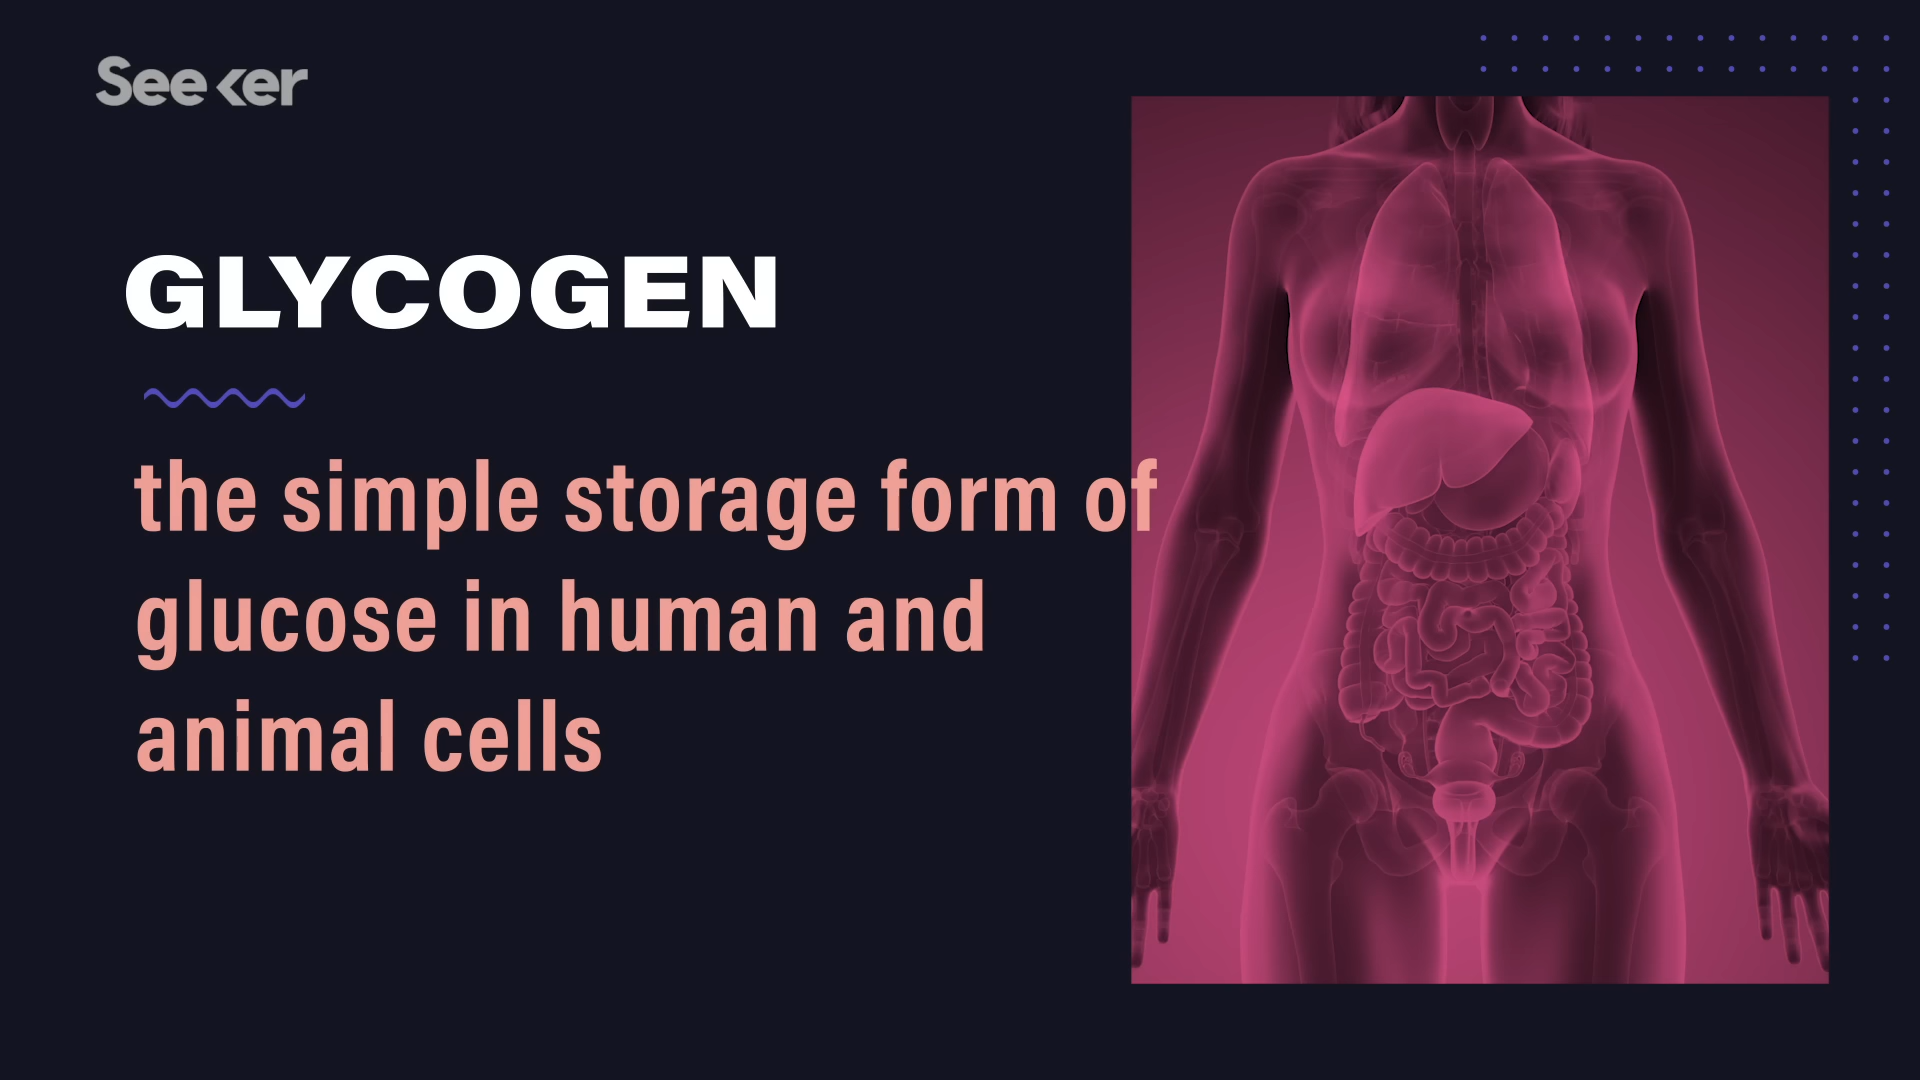 Seeker
GLYCOGEN
the simple storage form of
glucose in human and
animal cells